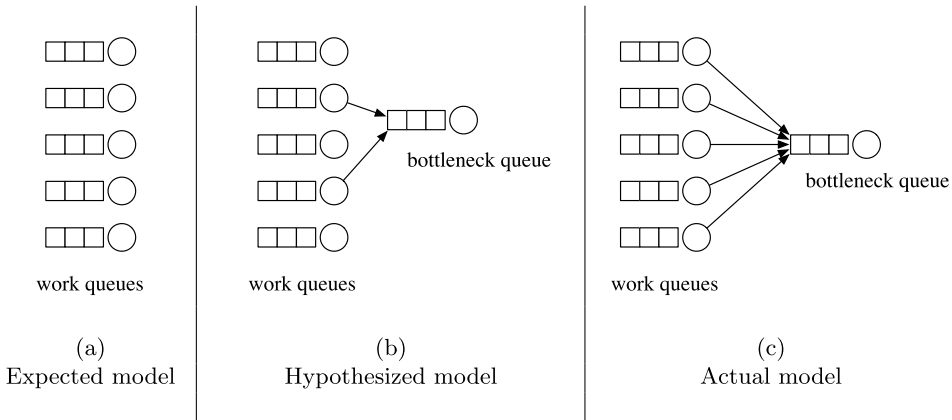 bottleneck queue
bottleneck queue
work queues
work queues
work queues
(a)
Expected model
(b)
Hypothesized model
(c)
Actual model